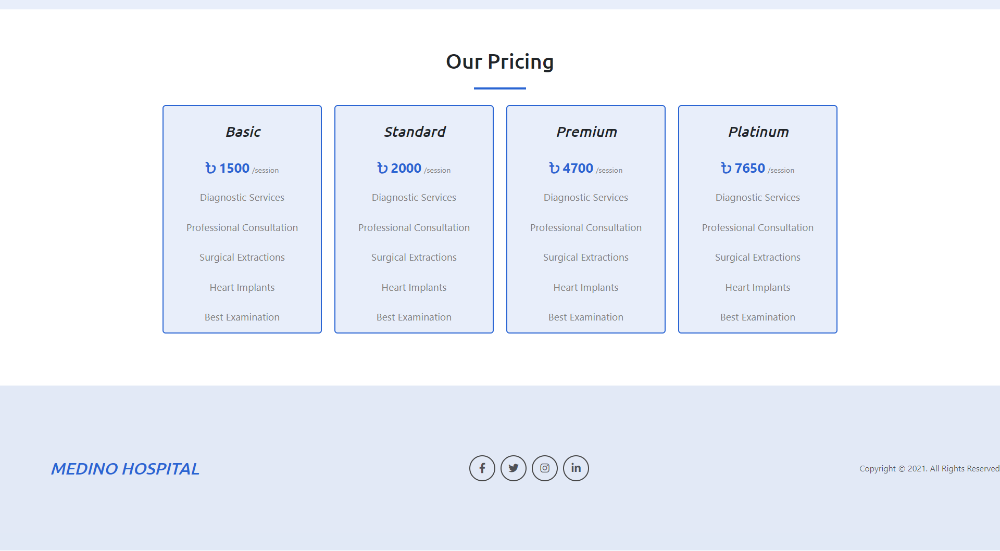 Our Pricing
Basic
৳ 1500 /session
Diagnostic Services
Professional Consultation
Surgical Extractions
Heart Implants
Best Examination
Standard
৳ 2000 /session
Diagnostic Services
Professional Consultation
Surgical Extractions
Heart Implants
Best Examination
Premium
৳ 4700 /session
Diagnostic Services
Professional Consultation
Surgical Extractions
Heart Implants
Best Examination
Platinum
৳ 7650 /session
Diagnostic Services
Professional Consultation
Surgical Extractions
Heart Implants
Best Examination
MEDINO HOSPITAL
Copyright © 2021. All Rights Reserved